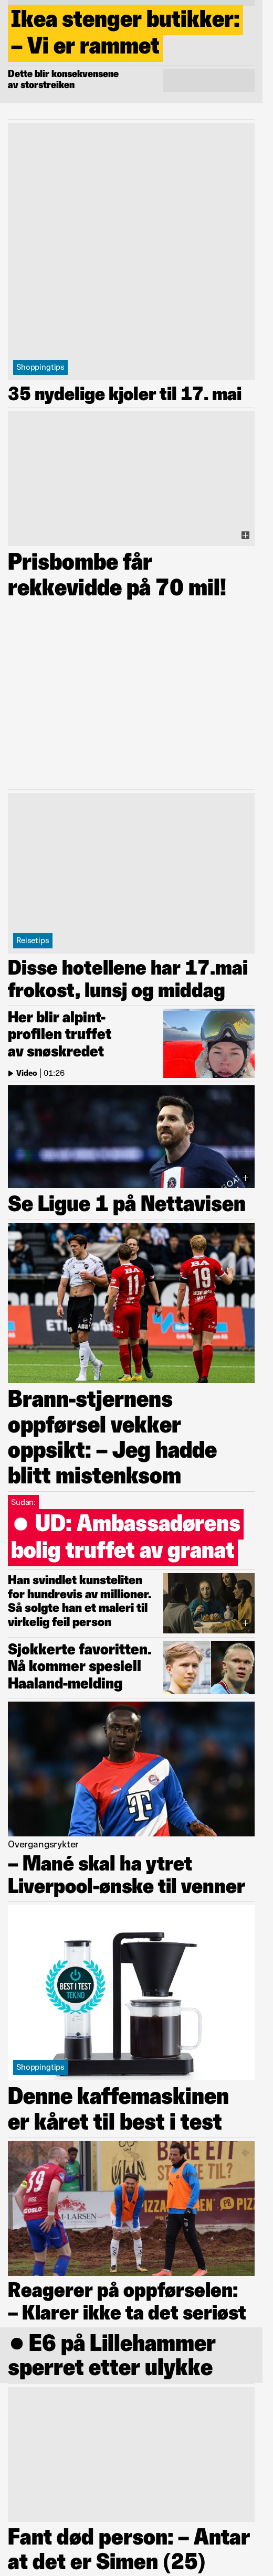 Ikea stenger butikker:
– Vi er rammet
Dette blir konsekvensene
av storstreiken
Shoppingtips
35 nydelige kjoler til 17. mai
Prisbombe får
rekkevidde på 70 mil!
Reisetips
Disse hotellene har 17.mai
frokost, lunsj og middag
Her blir alpint-
profilen truffet
av snøskredet
Video | 01:26
Se Ligue 1 på Nettavisen
BA
11
BA
19
Brann-stjernens
oppførsel vekker
oppsikt: – Jeg hadde
blitt mistenksom
Sudan:
● UD: Ambassadørens
bolig truffet av granat
Han svindlet kunsteliten
for hundrevis av millioner.
Så solgte han et maleri til
virkelig feil person
Sjokkerte favoritten.
Nå kommer spesiell
Haaland-melding
T
Overgangsrykter
– Mané skal ha ytret
Liverpool-ønske til venner
BEST I TEST
TEK.NO
Shoppingtips
Denne kaffemaskinen
er kåret til best i test
39
OSLO
Reagerer på oppførselen:
– Klarer ikke ta det seriøst
● E6 på Lillehammer
sperret etter ulykke
Fant død person: – Antar
at det er Simen (25)